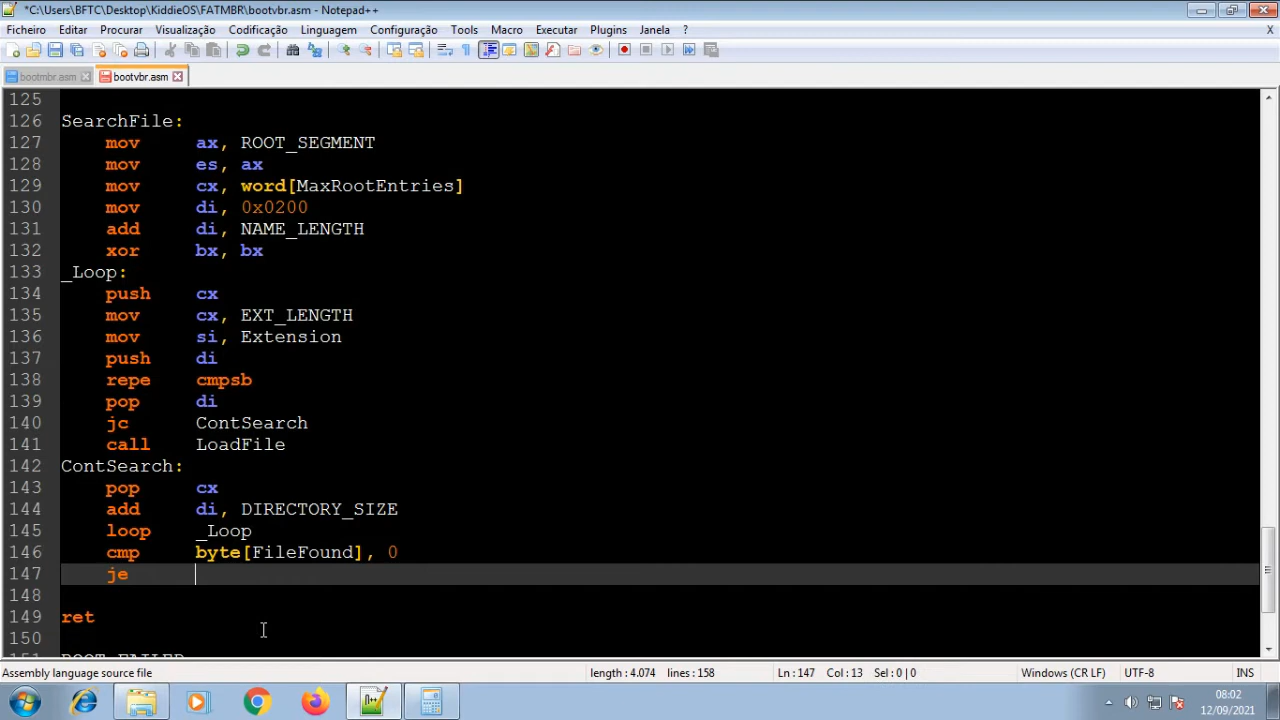 *C:\Users\BFTC\Desktop\KiddieOS\FATMBR\bootvbr.asm - Notepad++
Ficheiro Editar Procurar Visualização Codificação Linguagem Configuração Tools Macro Executar Plugins Janela ? X
bootmbr.asm bootvbr.asm
125
126 SearchFile:
127 mov ax, ROOT_SEGMENT
128 mov es, ax
129 mov cx, word[MaxRootEntries]
130 mov di, 0x0200
131 add di, NAME_LENGTH
132 xor bx, bx
133 _Loop:
134 push cx
135 mov cx, EXT_LENGTH
136 mov si, Extension
137 push di
138 repe cmpsb
139 pop di
140 jc ContSearch
141 call LoadFile
142 ContSearch:
143 pop cx
144 add di, DIRECTORY_SIZE
145 loop _Loop
146 cmp byte[FileFound], 0
147 je
148
149 ret
150
151 ROOT_FAILED
Assembly language source file length : 4.074 lines : 158 Ln : 147 Col : 13 Sel : 0 | 0 Windows (CR LF) UTF-8 INS
08:02
12/09/2021